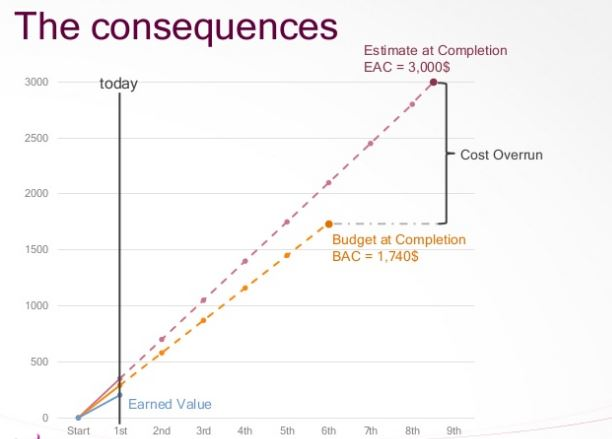 The consequences
Estimate at Completion
EAC = 3,000$
today
3000
2500
Cost Overrun
2000
Budget at Completion
BAC = 1,740$
1500
1000
500
Earned Value
0
Start 1st 2nd 3rd 4th 5th 6th 7th 8th 9th